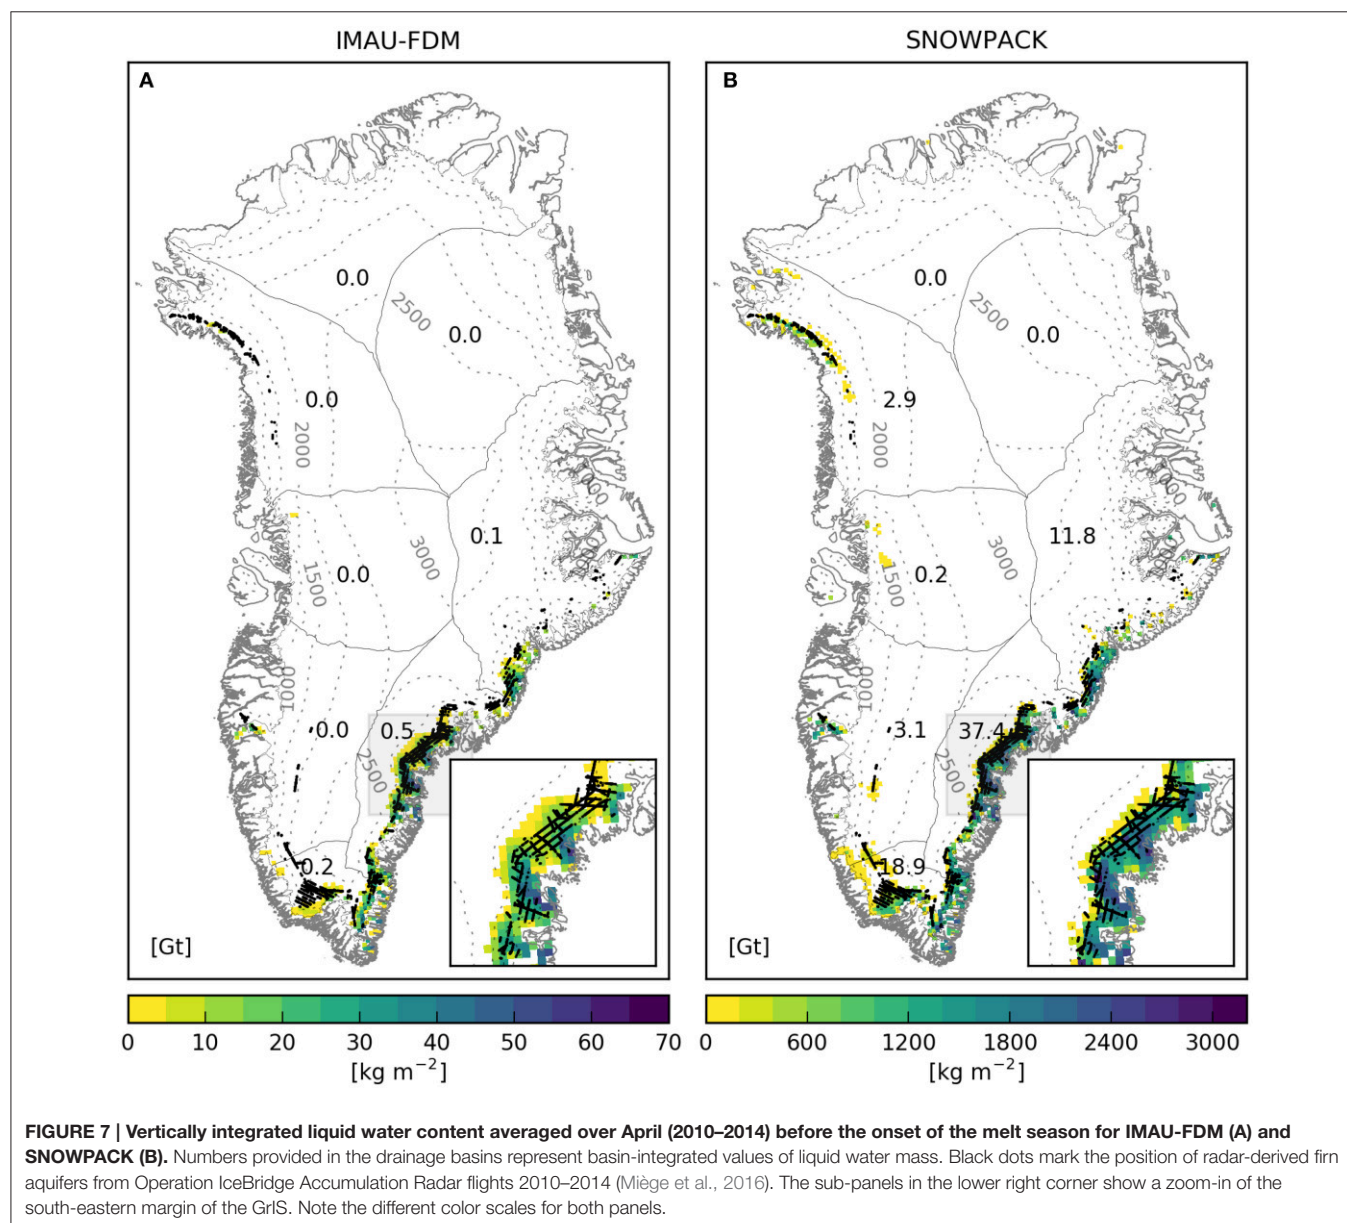 IMAU-FDM
SNOWPACK
A
0.0
2500
0.0
0.0
2000
0.1
3000
1500
0.0
1000
0.0
0.5
2500
0.2
[Gt]
0 10 20 30 40 50 60 70
[kg m−2]
B
0.0
2500
0.0
2.9
2000
11.8
3000
1500
0.2
1000
3.1
37.4
2500
18.9
[Gt]
0 600 1200 1800 2400 3000
[kg m−2]
FIGURE 7 | Vertically integrated liquid water content averaged over April (2010–2014) before the onset of the melt season for IMAU-FDM (A) and
SNOWPACK (B). Numbers provided in the drainage basins represent basin-integrated values of liquid water mass. Black dots mark the position of radar-derived firn
aquifers from Operation IceBridge Accumulation Radar flights 2010–2014 (Miège et al., 2016). The sub-panels in the lower right corner show a zoom-in of the
south-eastern margin of the GrIS. Note the different color scales for both panels.